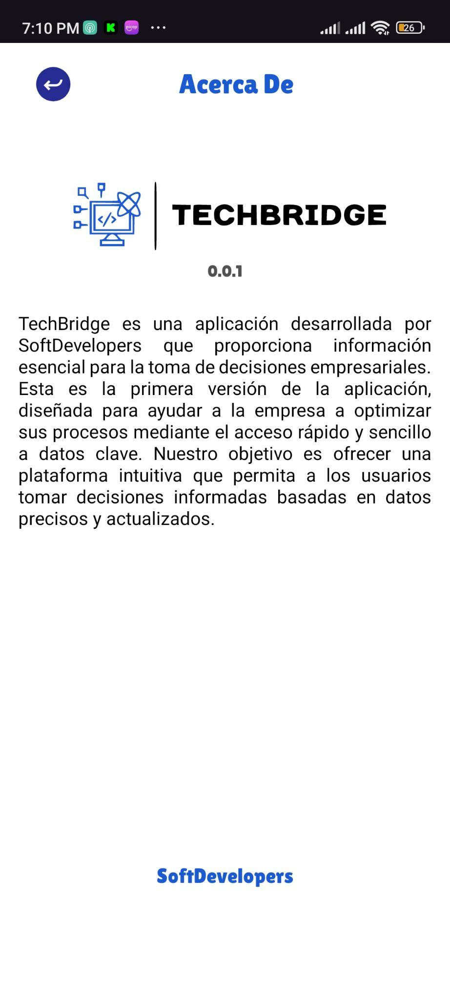 7:10 PM K picap ... 26
Acerca De
</>
TECHBRIDGE
0.0.1
TechBridge es una aplicación desarrollada por
SoftDevelopers que proporciona información
esencial para la toma de decisiones empresariales.
Esta es la primera versión de la aplicación,
diseñada para ayudar a la empresa a optimizar
sus procesos mediante el acceso rápido y sencillo
a datos clave. Nuestro objetivo es ofrecer una
plataforma intuitiva que permita a los usuarios
tomar decisiones informadas basadas en datos
precisos y actualizados.
SoftDevelopers